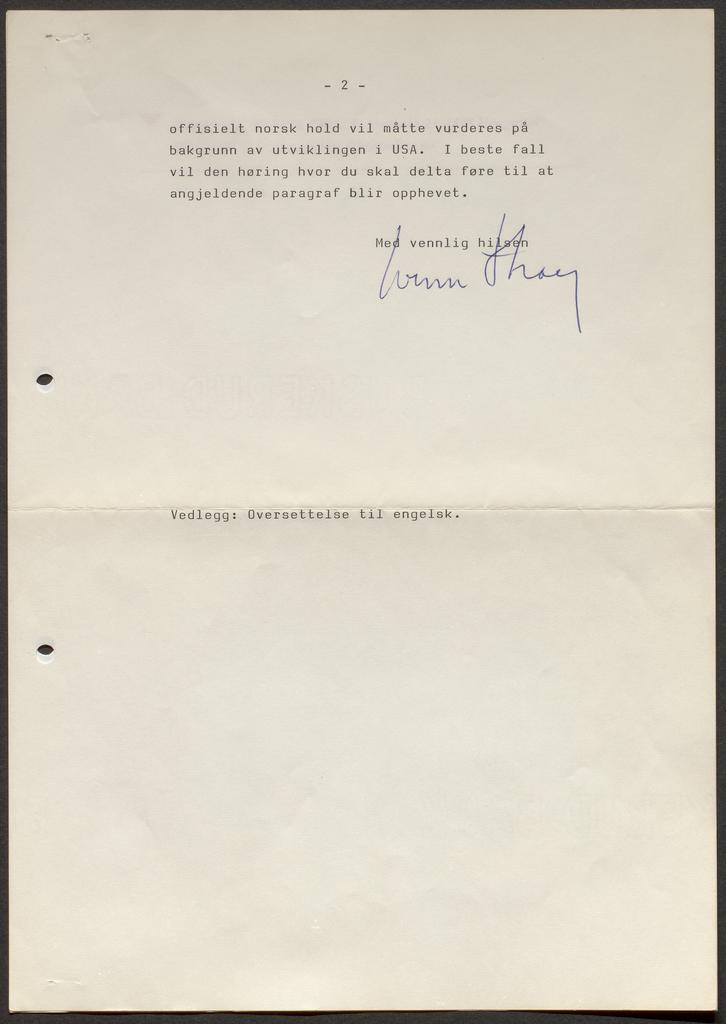 - 2 -
offisielt norsk hold vil måtte vurderes på
bakgrunn av utviklingen i USA. I beste fall
vil den høring hvor du skal delta føre til at
angjeldende paragraf blir opphevet.
Med vennlig hilsen
Vedlegg: Oversettelse til engelsk.